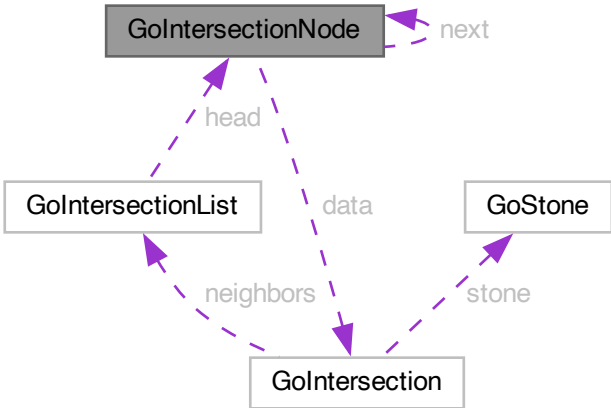 GoIntersectionNode
next
head
GoIntersectionList
data
GoStone
neighbors
stone
GoIntersection